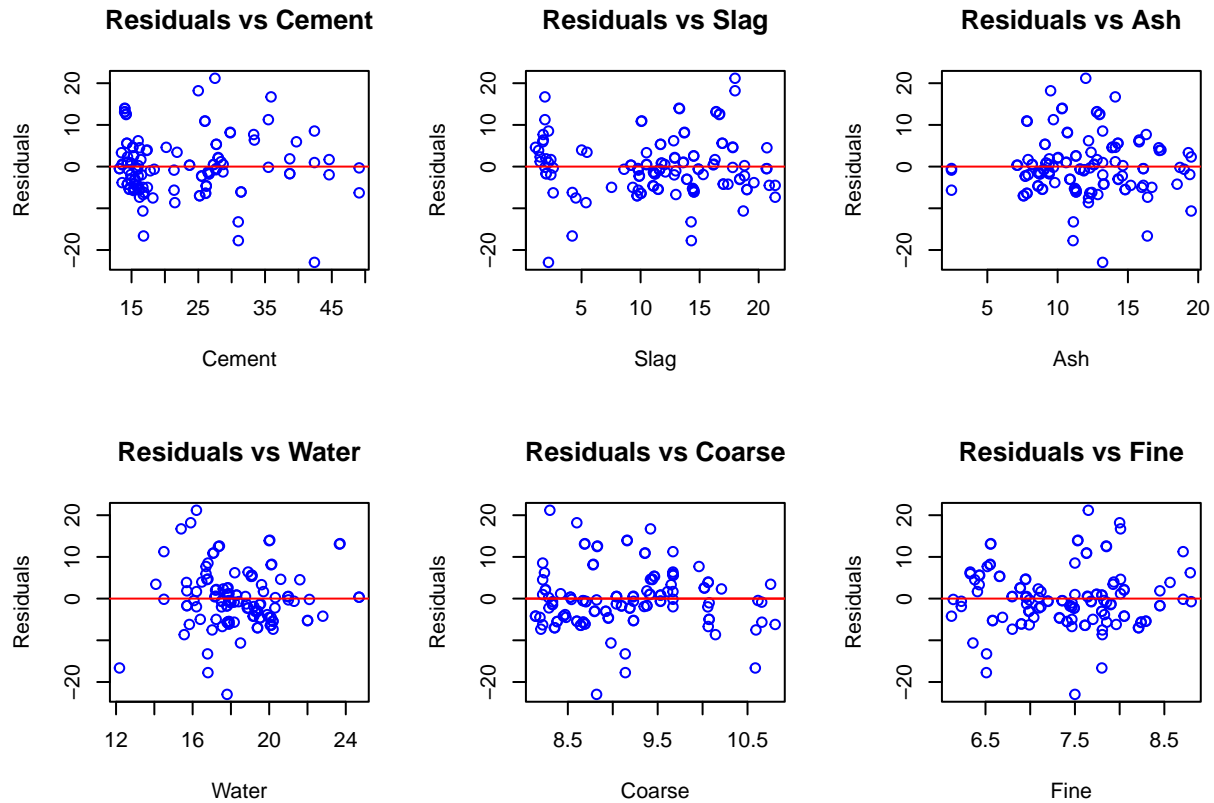 Residuals vs Cement
Residuals
20
10
0
−20
15
25
35
45
Cement
Residuals vs Slag
Residuals
20
10
0
−20
5
10
15
20
Slag
Residuals vs Ash
Residuals
20
10
0
−20
5
10
15
20
Ash
Residuals vs Water
Residuals
20
10
0
−20
12
16
20
24
Water
Residuals vs Coarse
Residuals
20
10
0
−20
8.5
9.5
10.5
Coarse
Residuals vs Fine
Residuals
20
10
0
−20
6.5
7.5
8.5
Fine